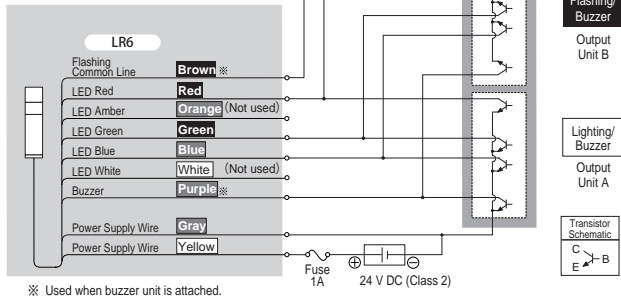 Flashing/
Buzzer
Output
Unit B
LR6
Flashing
Common Line Brown ※
LED Red Red
LED Amber Orange (Not used)
LED Green Green
LED Blue Blue
LED White White (Not used)
Buzzer Purple ※
Lighting/
Buzzer
Output
Unit A
Power Supply Wire Gray
Power Supply Wire Yellow
Transistor
Schematic
C
B
E
Fuse
1A
⊕ ⊖
24 V DC (Class 2)
※ Used when buzzer unit is attached.